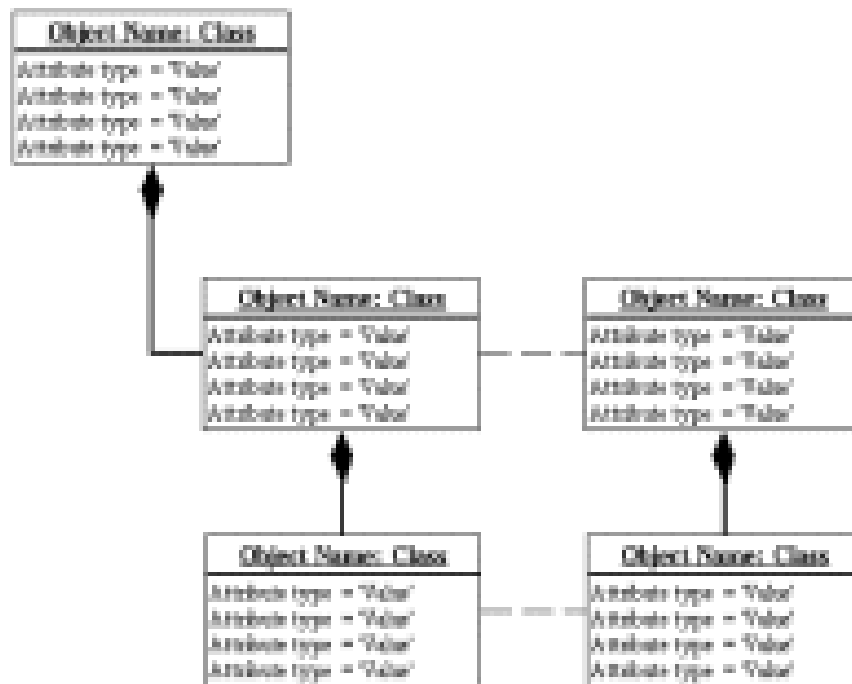 Object Name: Class
Attribute type = 'Value'
Attribute type = 'Value'
Attribute type = 'Value'
Attribute type = 'Value'
Object Name: Class
Attribute type = 'Value'
Attribute type = 'Value'
Attribute type = 'Value'
Attribute type = 'Value'
Object Name: Class
Attribute type = 'Value'
Attribute type = 'Value'
Attribute type = 'Value'
Attribute type = 'Value'
Object Name: Class
Attribute type = 'Value'
Attribute type = 'Value'
Attribute type = 'Value'
Attribute type = 'Value'
Object Name: Class
Attribute type = 'Value'
Attribute type = 'Value'
Attribute type = 'Value'
Attribute type = 'Value'